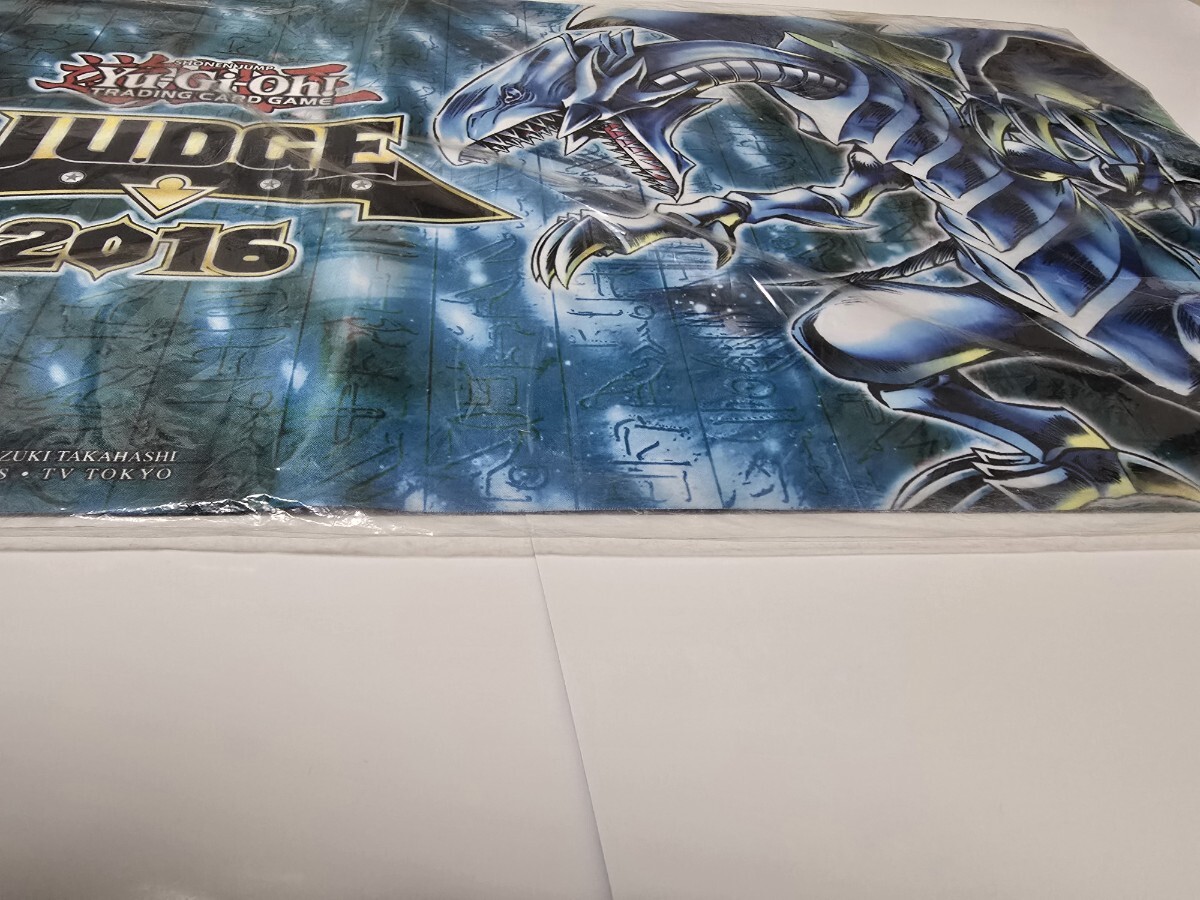 SHONEN JUMP
Yu-Gi-Oh!
TRADING CARD GAME
JUDGE
2016
ZUKI TAKAHASHI
S • TV TOKYO